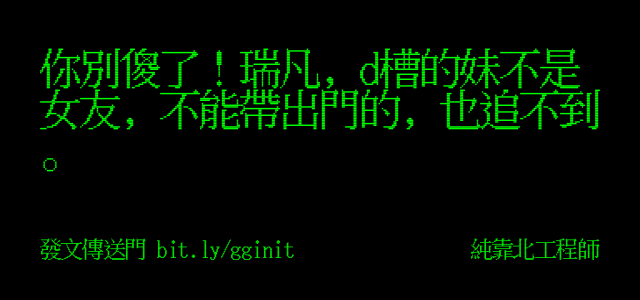 你別傻了！瑞凡，d槽的妹不是
女友，不能帶出門的，也追不到
。
發文傳送門 bit.ly/gginit
純靠北工程師